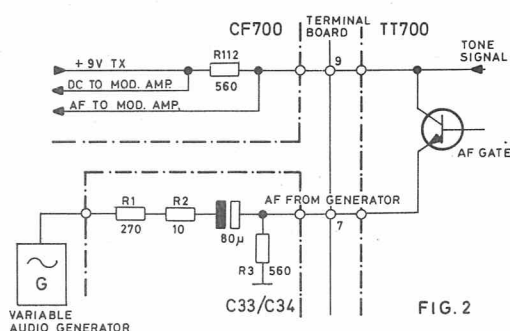 CF700
TERMINAL
BOARD
TT700
+ 9V TX
R112
560
9
TONE
SIGNAL
DC TO MOD. AMP.
AF TO MOD. AMP.
AF GATE
AF FROM GENERATOR
R1
270
R2
10
80µ
7
R3
560
G
C33/C34
FIG. 2
VARIABLE
AUDIO GENERATOR